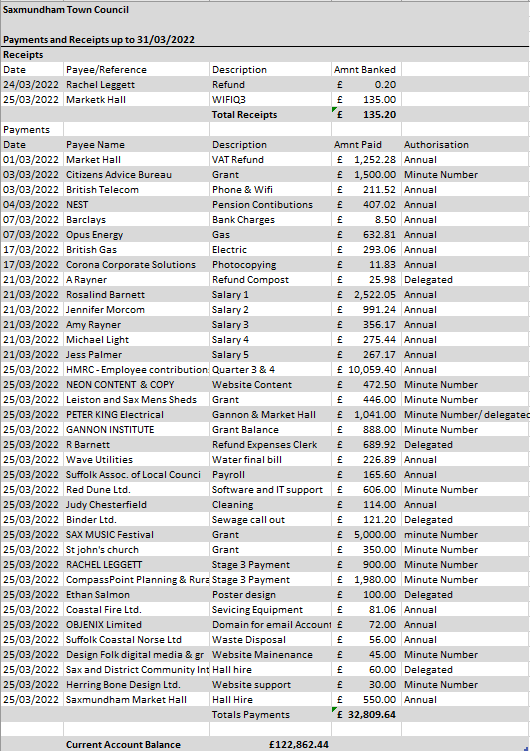 Saxmundham Town Council
Payments and Receipts up to 31/03/2022
Receipts
Date Payee/Reference Description Amnt Banked
24/03/2022 Rachel Leggett Refund £ 0.20
25/03/2022 Marketk Hall WIFIQ3 £ 135.00
Total Receipts £ 135.20
Payments
Date Payee Name Description Amnt Paid Authorisation
01/03/2022 Market Hall VAT Refund £ 1,252.28 Annual
03/03/2022 Citizens Advice Bureau Grant £ 1,500.00 Minute Number
03/03/2022 British Telecom Phone & Wifi £ 211.52 Annual
04/03/2022 NEST Pension Contibutions £ 407.02 Annual
07/03/2022 Barclays Bank Charges £ 8.50 Annual
07/03/2022 Opus Energy Gas £ 632.81 Annual
17/03/2022 British Gas Electric £ 293.06 Annual
17/03/2022 Corona Corporate Solutions Photocopying £ 11.83 Annual
21/03/2022 A Rayner Refund Compost £ 25.98 Delegated
21/03/2022 Rosalind Barnett Salary 1 £ 2,522.05 Annual
21/03/2022 Jennifer Morcom Salary 2 £ 991.24 Annual
21/03/2022 Amy Rayner Salary 3 £ 356.17 Annual
21/03/2022 Michael Light Salary 4 £ 275.44 Annual
21/03/2022 Jess Palmer Salary 5 £ 267.17 Annual
25/03/2022 HMRC - Employee contribution Quarter 3 & 4 £ 10,059.40 Annual
25/03/2022 NEON CONTENT & COPY Website Content £ 472.50 Minute Number
25/03/2022 Leiston and Sax Mens Sheds Grant £ 446.00 Minute Number
25/03/2022 PETER KING Electrical Gannon & Market Hall £ 1,041.00 Minute Number/ delegated
25/03/2022 GANNON INSTITUTE Grant Balance £ 888.00 Minute Number
25/03/2022 R Barnett Refund Expenses Clerk £ 689.92 Delegated
25/03/2022 Wave Utilities Water final bill £ 226.89 Annual
25/03/2022 Suffolk Assoc. of Local Counci Payroll £ 165.60 Annual
25/03/2022 Red Dune Ltd. Software and IT support £ 606.00 Minute Number
25/03/2022 Judy Chesterfield Cleaning £ 114.00 Annual
25/03/2022 Binder Ltd. Sewage call out £ 121.20 Delegated
25/03/2022 SAX MUSIC Festival Grant £ 5,000.00 minute Number
25/03/2022 St john's church Grant £ 350.00 Minute Number
25/03/2022 RACHEL LEGGETT Stage 3 Payment £ 900.00 Minute Number
25/03/2022 CompassPoint Planning & Rura Stage 3 Payment £ 1,980.00 Minute Number
25/03/2022 Ethan Salmon Poster design £ 100.00 Delegated
25/03/2022 Coastal Fire Ltd. Sevicing Equipment £ 81.06 Annual
25/03/2022 OBJENIX Limited Domain for email Account £ 72.00 Annual
25/03/2022 Suffolk Coastal Norse Ltd Waste Disposal £ 56.00 Annual
25/03/2022 Design Folk digital media & gr Website Mainenance £ 45.00 Minute Number
25/03/2022 Sax and District Community Int Hall hire £ 60.00 Delegated
25/03/2022 Herring Bone Design Ltd. Website support £ 30.00 Minute Number
25/03/2022 Saxmundham Market Hall Hall Hire £ 550.00 Annual
Totals Payments £ 32,809.64
Current Account Balance £122,862.44